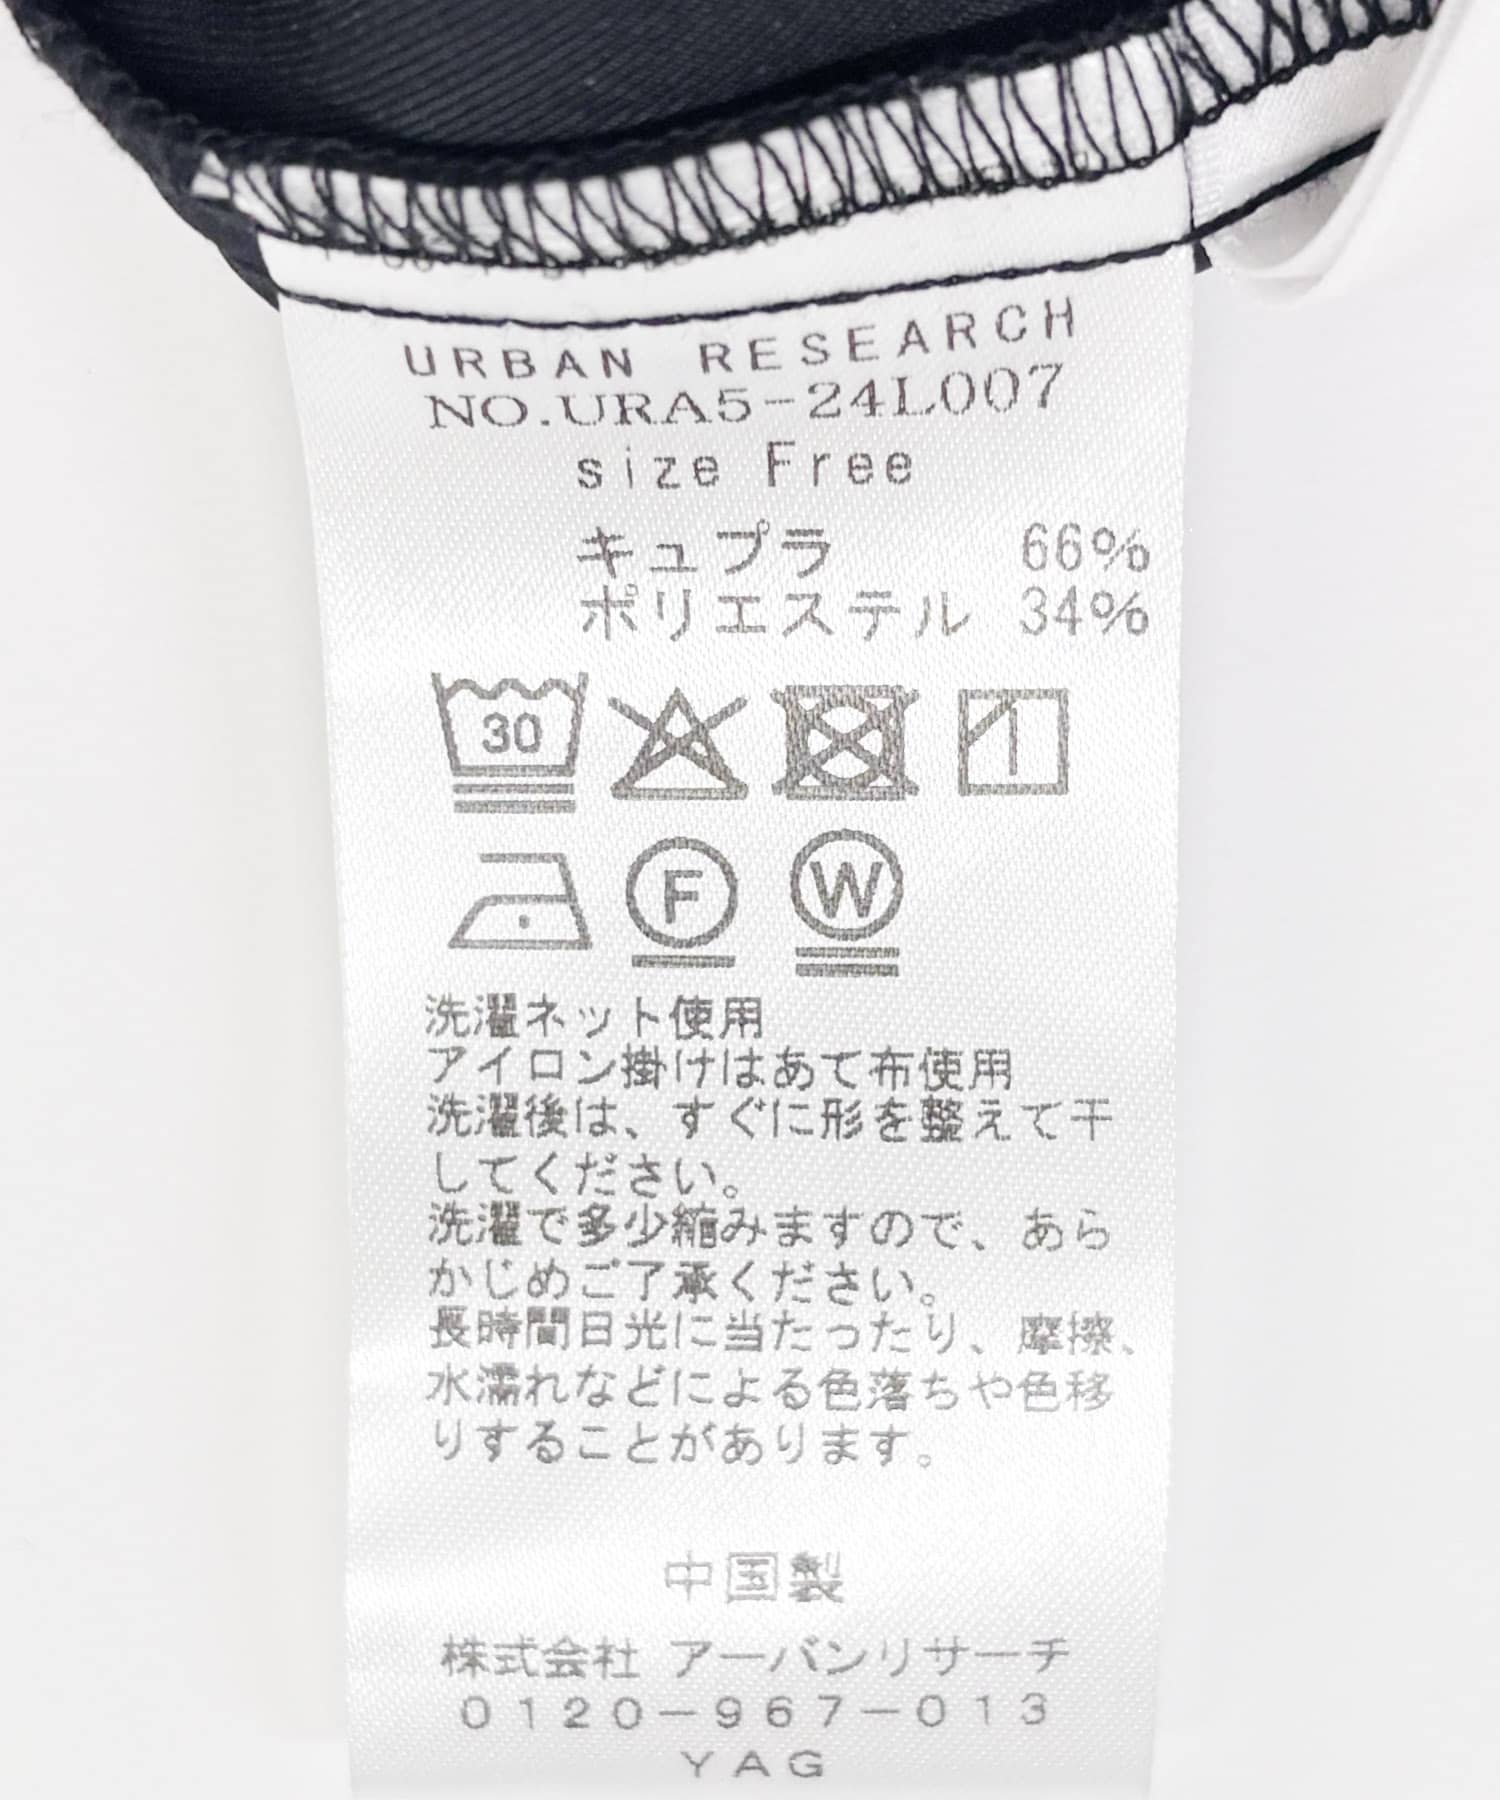 URBAN RESEARCH
NO.URA5-24L007
size Free
キュプラ 66%
ポリエステル 34%
30
F W
洗濯ネット使用
アイロン掛けはあて布使用
洗濯後は、すぐに形を整えて干
してください。
洗濯で多少縮みますので、あら
かじめご了承ください。
長時間日光に当たったり、摩擦、
水濡れなどによる色落ちや色移
りすることがあります。
中国製
株式会社 アーバンリサーチ
0120-967-013
YAG